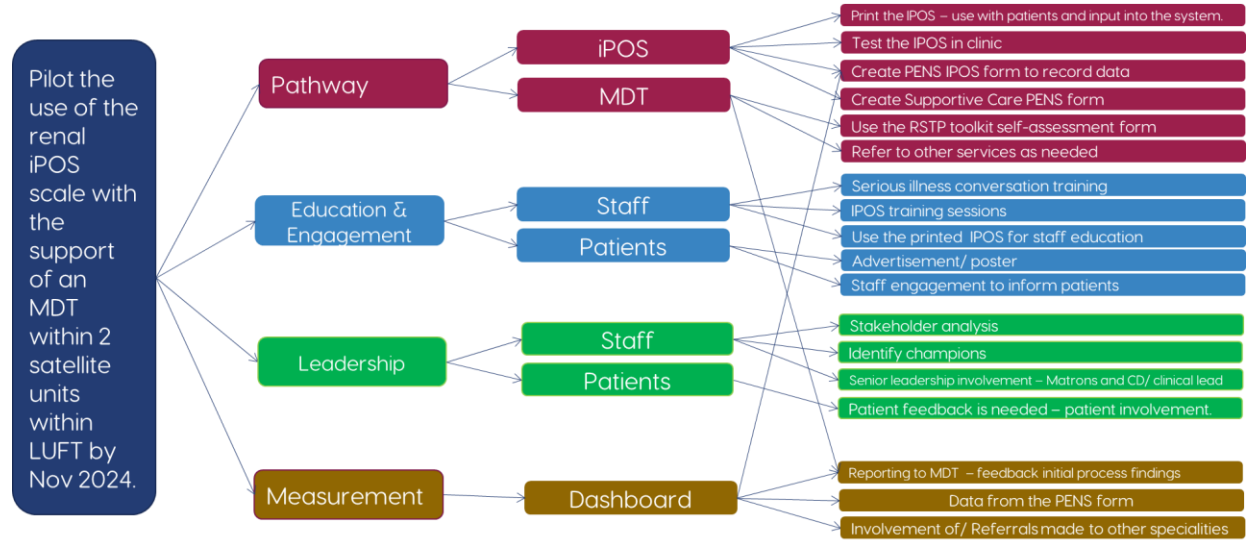 Pilot the
use of the
renal
iPOS
scale with
the
support
of an
MDT
within 2
satellite
units
within
LUFT by
Nov 2024.
Pathway
Education &
Engagement
Leadership
Measurement
iPOS
MDT
Staff
Patients
Staff
Patients
Dashboard
Print the IPOS – use with patients and input into the system.
Test the IPOS in clinic
Create PENS IPOS form to record data
Create Supportive Care PENS form
Use the RSTP toolkit self-assessment form
Refer to other services as needed
Serious illness conversation training
IPOS training sessions
Use the printed IPOS for staff education
Advertisement/ poster
Staff engagement to inform patients
Stakeholder analysis
Identify champions
Senior leadership involvement – Matrons and CD/ clinical lead
Patient feedback is needed – patient involvement.
Reporting to MDT – feedback initial process findings
Data from the PENS form
Involvement of/ Referrals made to other specialities